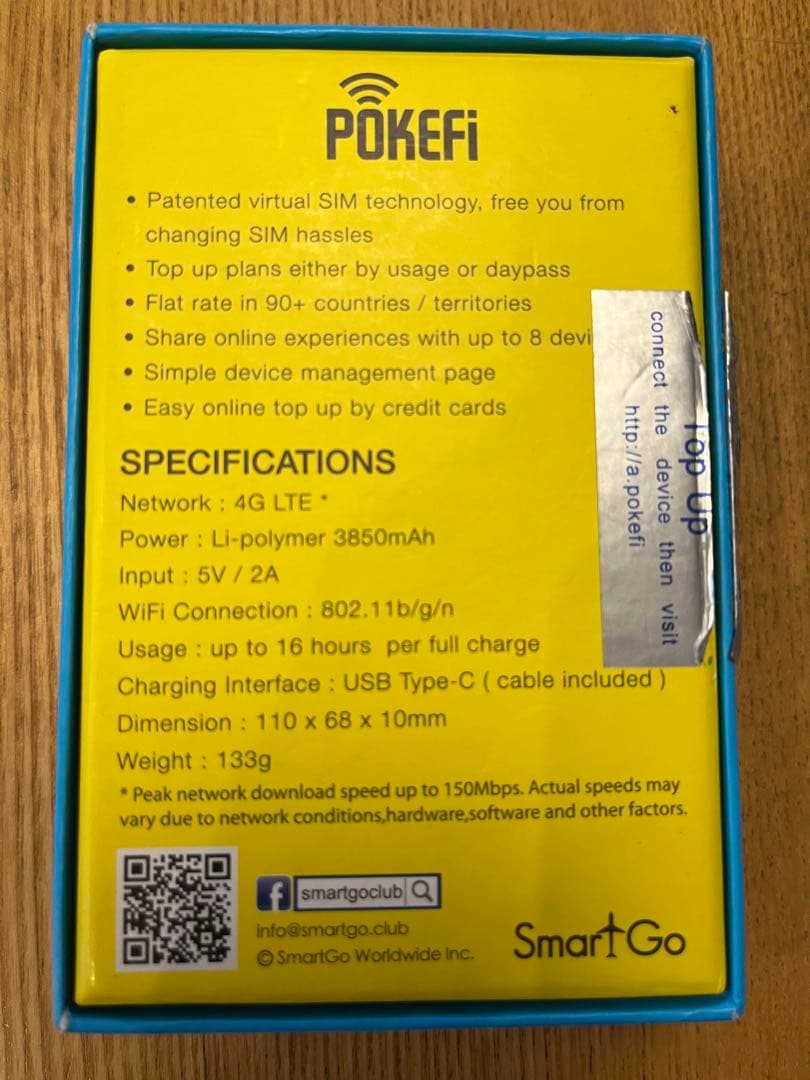 POKEFi
• Patented virtual SIM technology, free you from
changing SIM hassles
• Top up plans either by usage or daypass
• Flat rate in 90+ countries / territories
• Share online experiences with up to 8 devi
• Simple device management page
• Easy online top up by credit cards
Top Up
connect the device then visit
http://a.pokefi
SPECIFICATIONS
Network : 4G LTE *
Power : Li-polymer 3850mAh
Input : 5V / 2A
WiFi Connection : 802.11b/g/n
Usage : up to 16 hours per full charge
Charging Interface : USB Type-C ( cable included )
Dimension : 110 x 68 x 10mm
Weight : 133g
* Peak network download speed up to 150Mbps. Actual speeds may
vary due to network conditions,hardware,software and other factors.
f smartgoclub
info@smartgo.club
© SmartGo Worldwide Inc.
SmartGo